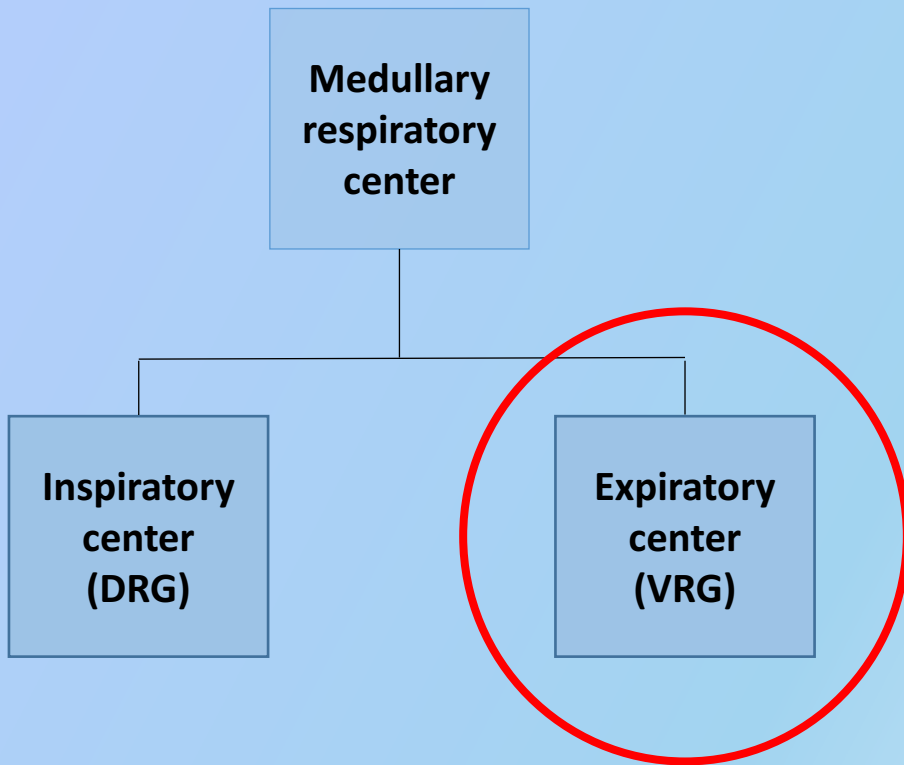 Medullary
respiratory
center
Inspiratory
center
(DRG)
Expiratory
center
(VRG)